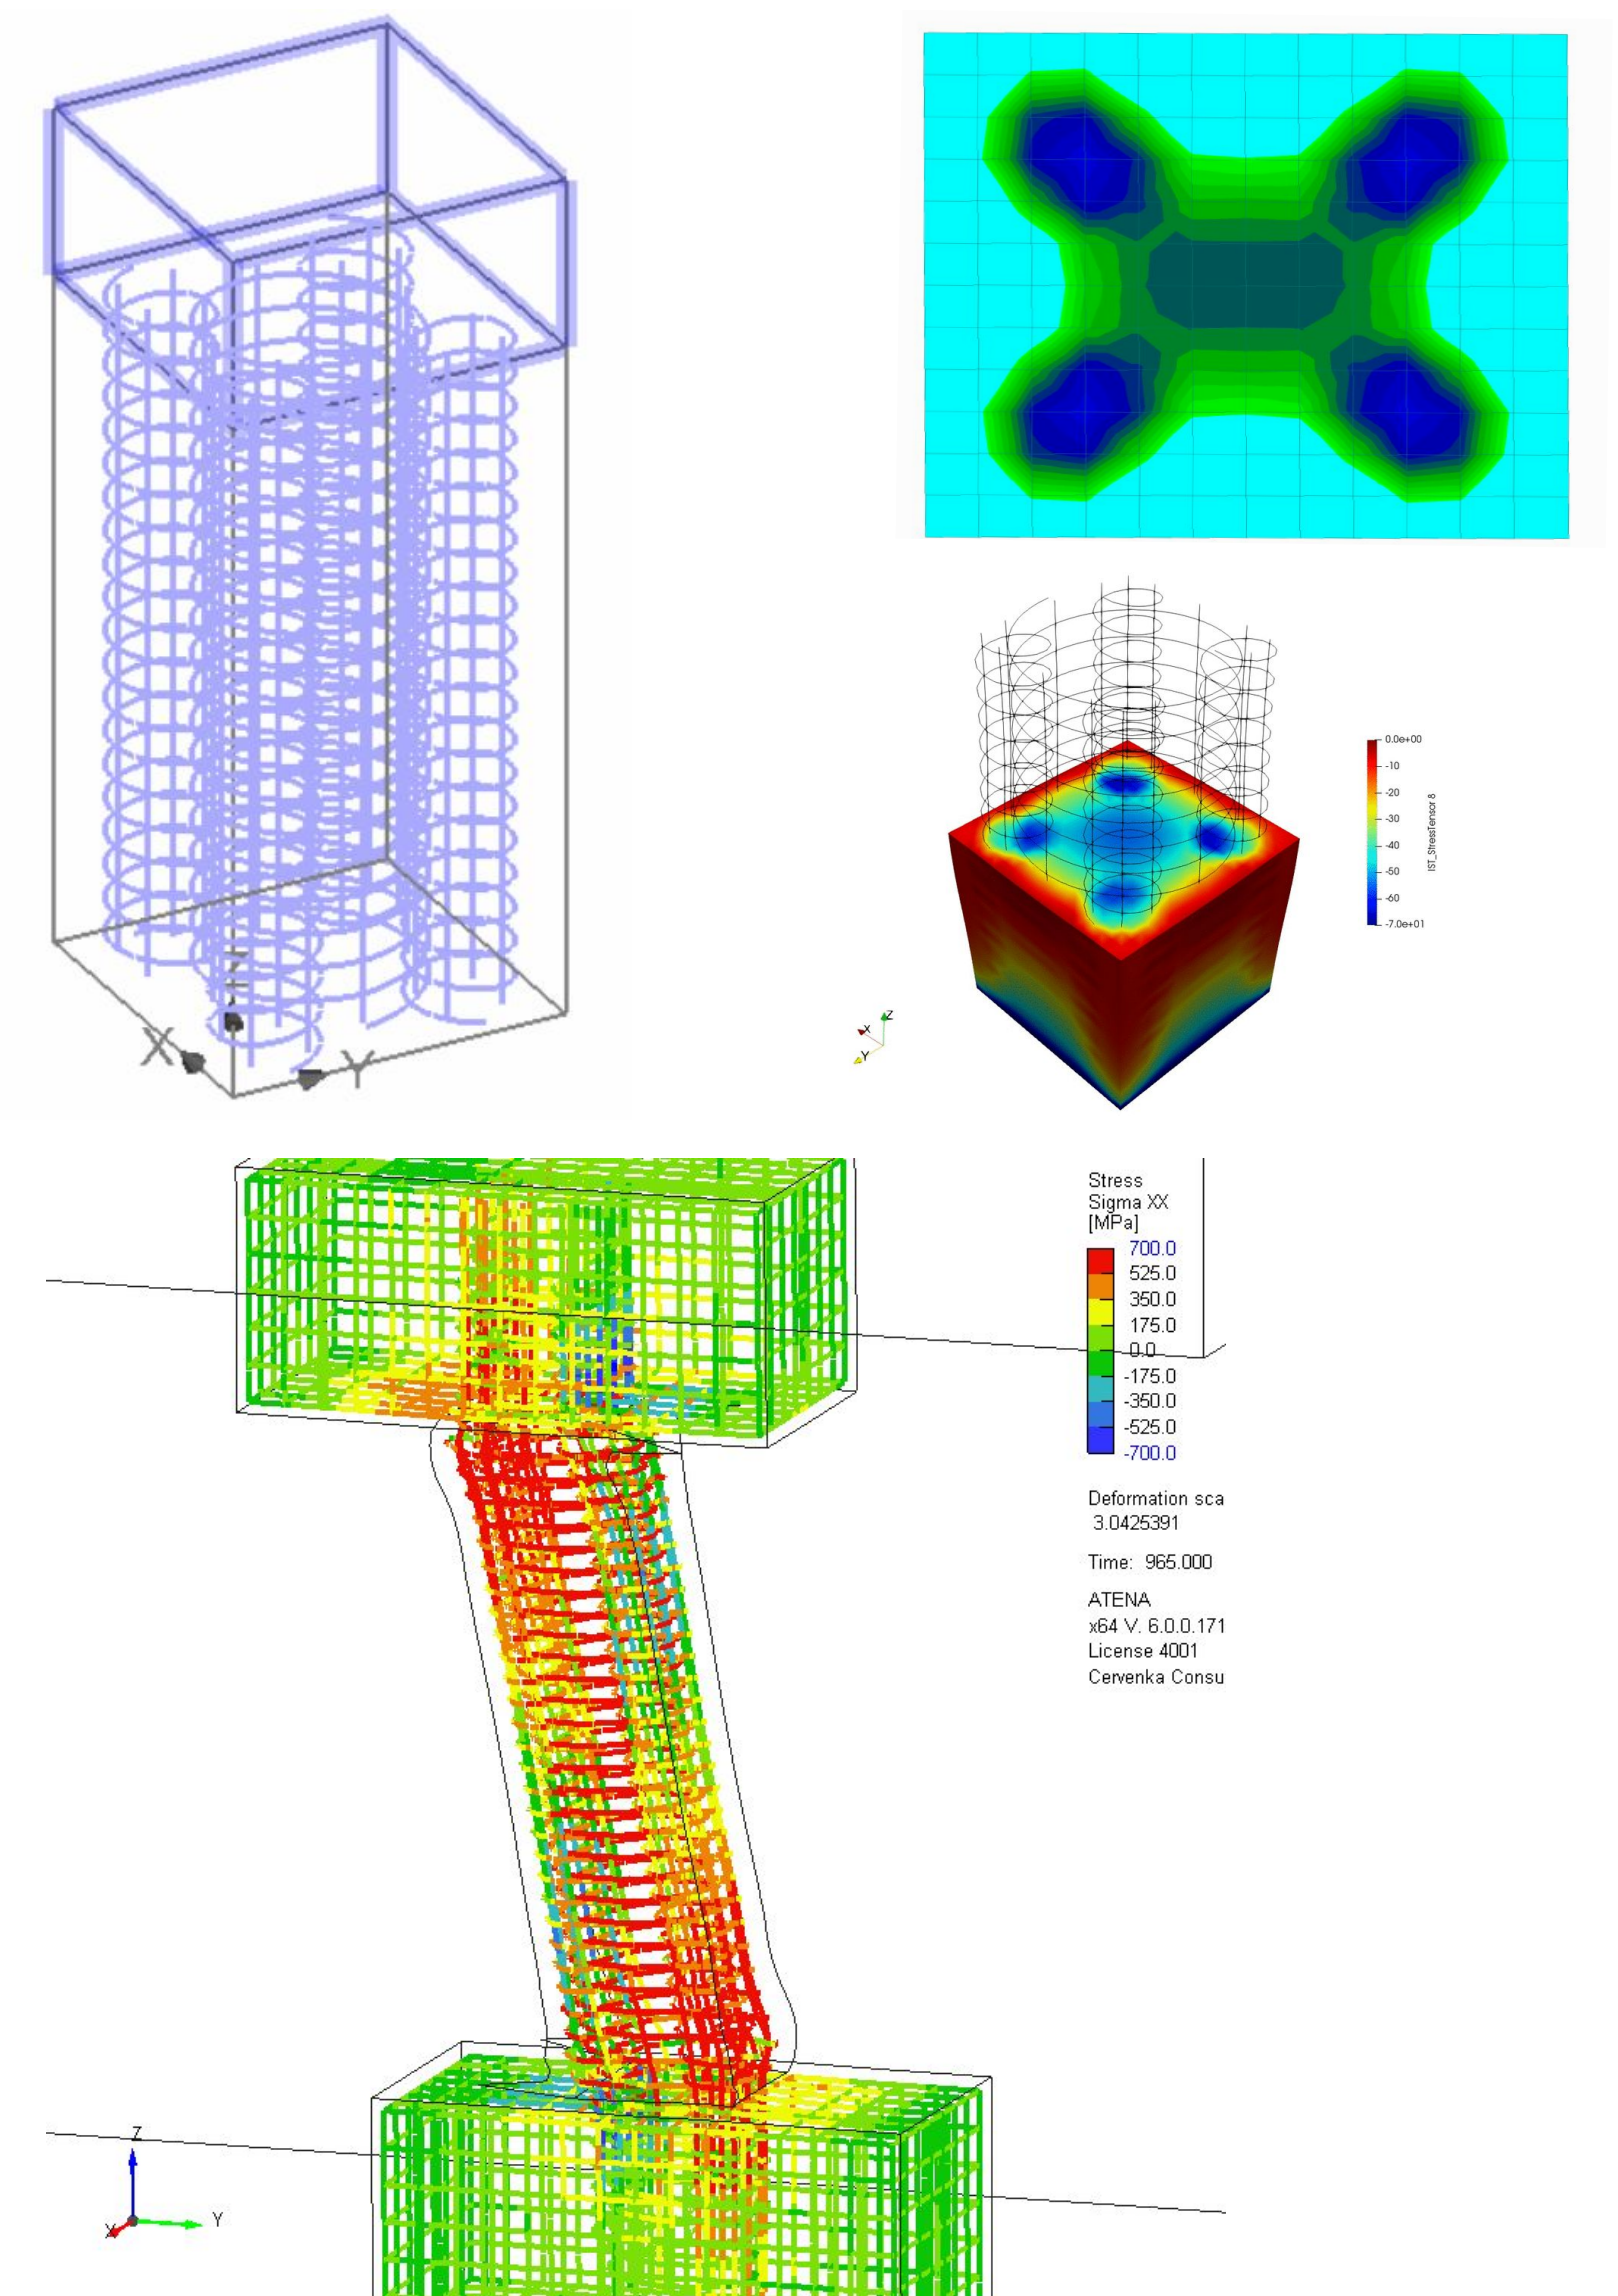 X
Y
0.0e+00
-10
-20
-30
-40
-50
-60
-7.0e+01
IST_StressTensor 8
X
Y
Z
Stress
Sigma XX
[MPa]
700.0
525.0
350.0
175.0
0.0
-175.0
-350.0
-525.0
-700.0
Deformation sca
3.0425391
Time: 965.000
ATENA
x64 V. 6.0.0.171
License 4001
Cervenka Consu
Z
Y
X